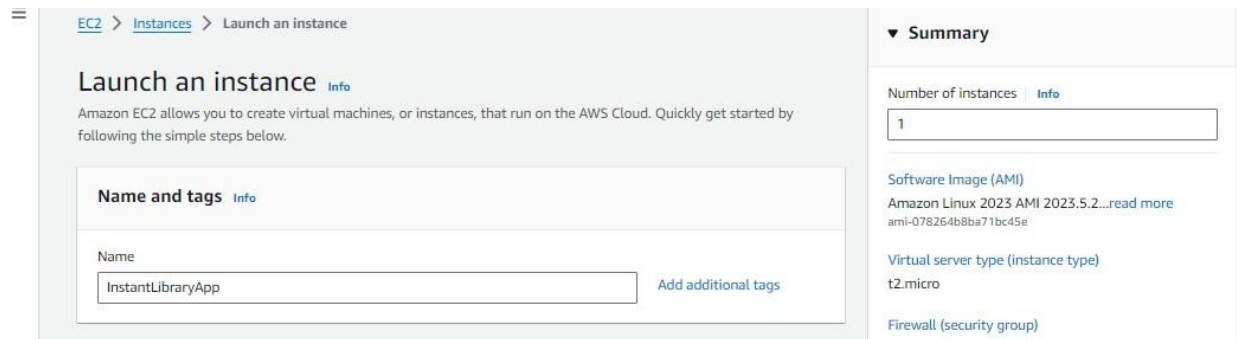 EC2 > Instances > Launch an instance
Launch an instance Info
Amazon EC2 allows you to create virtual machines, or instances, that run on the AWS Cloud. Quickly get started by
following the simple steps below.
Name and tags Info
Name
InstantLibraryApp
Add additional tags
▼ Summary
Number of instances Info
1
Software Image (AMI)
Amazon Linux 2023 AMI 2023.5.2...read more
ami-078264b8ba71bc45e
Virtual server type (instance type)
t2.micro
Firewall (security group)